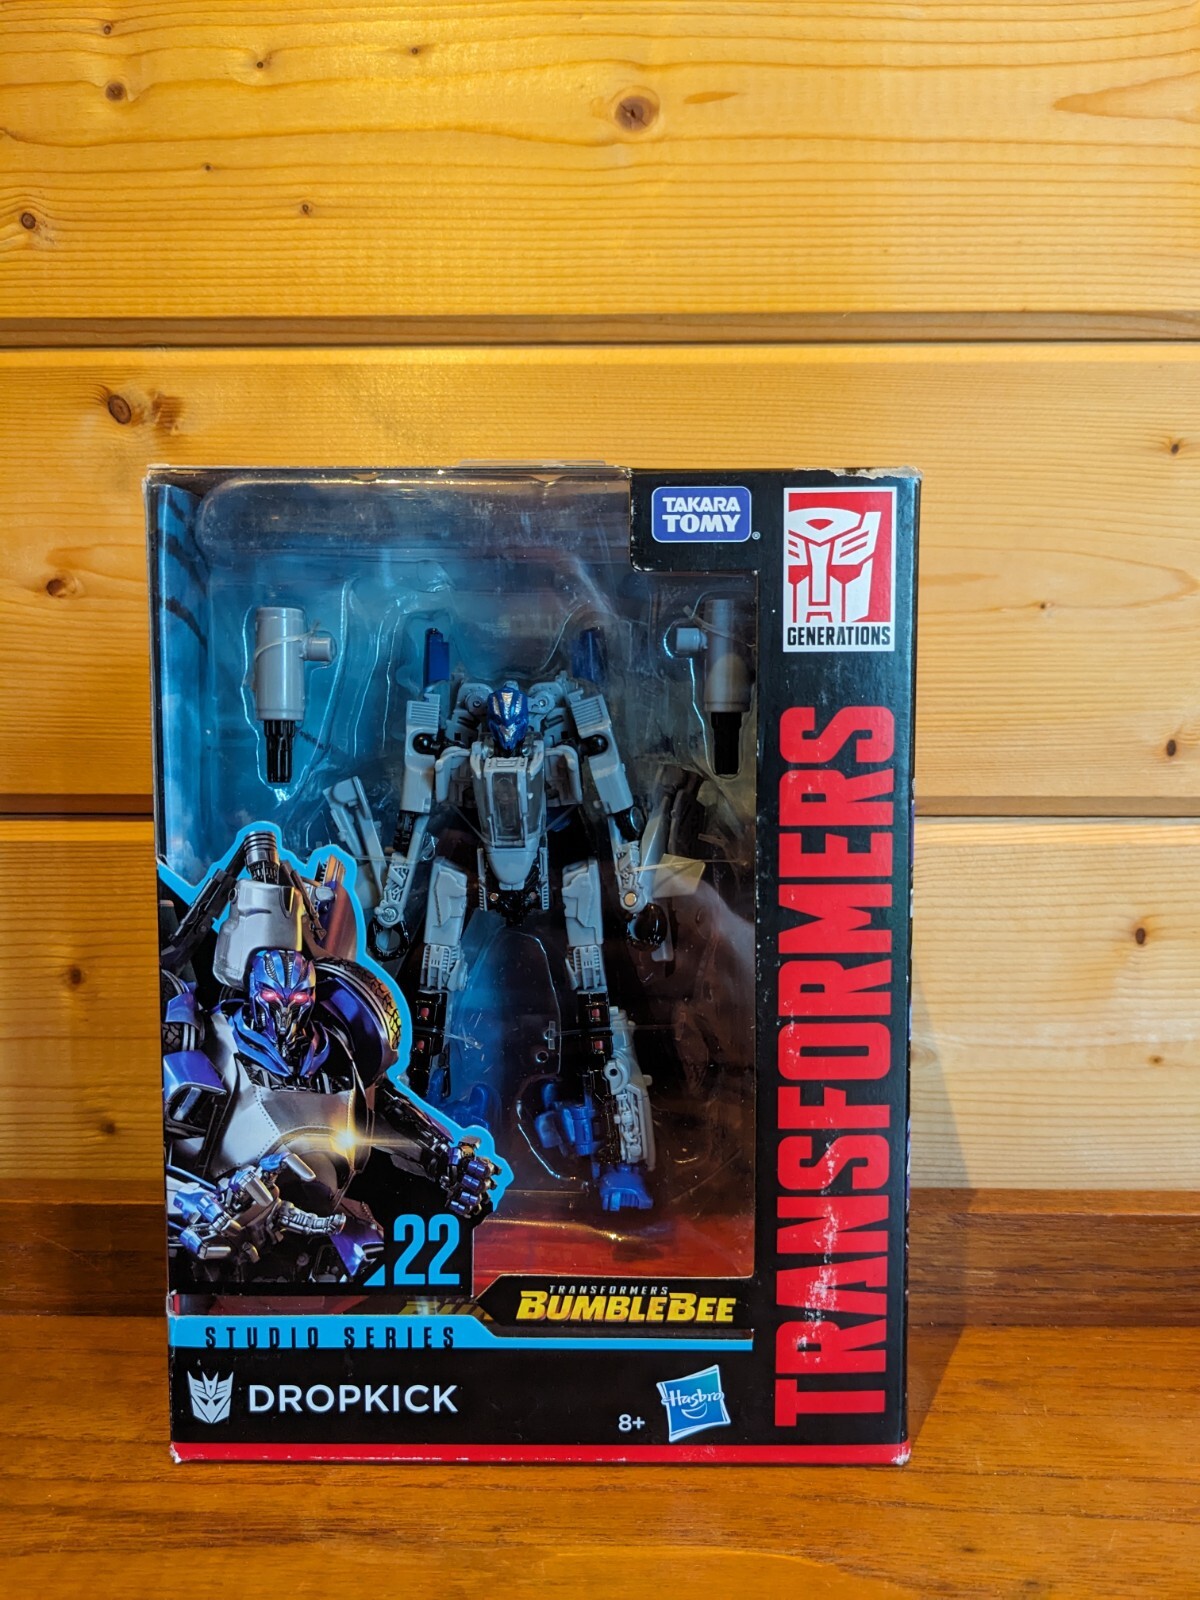 TAKARA
TOMY®
GENERATIONS
TRANSFORMERS
22
TRANSFORMERS
BUMBLEBEE
STUDIO SERIES
DROPKICK
8+
Hasbro